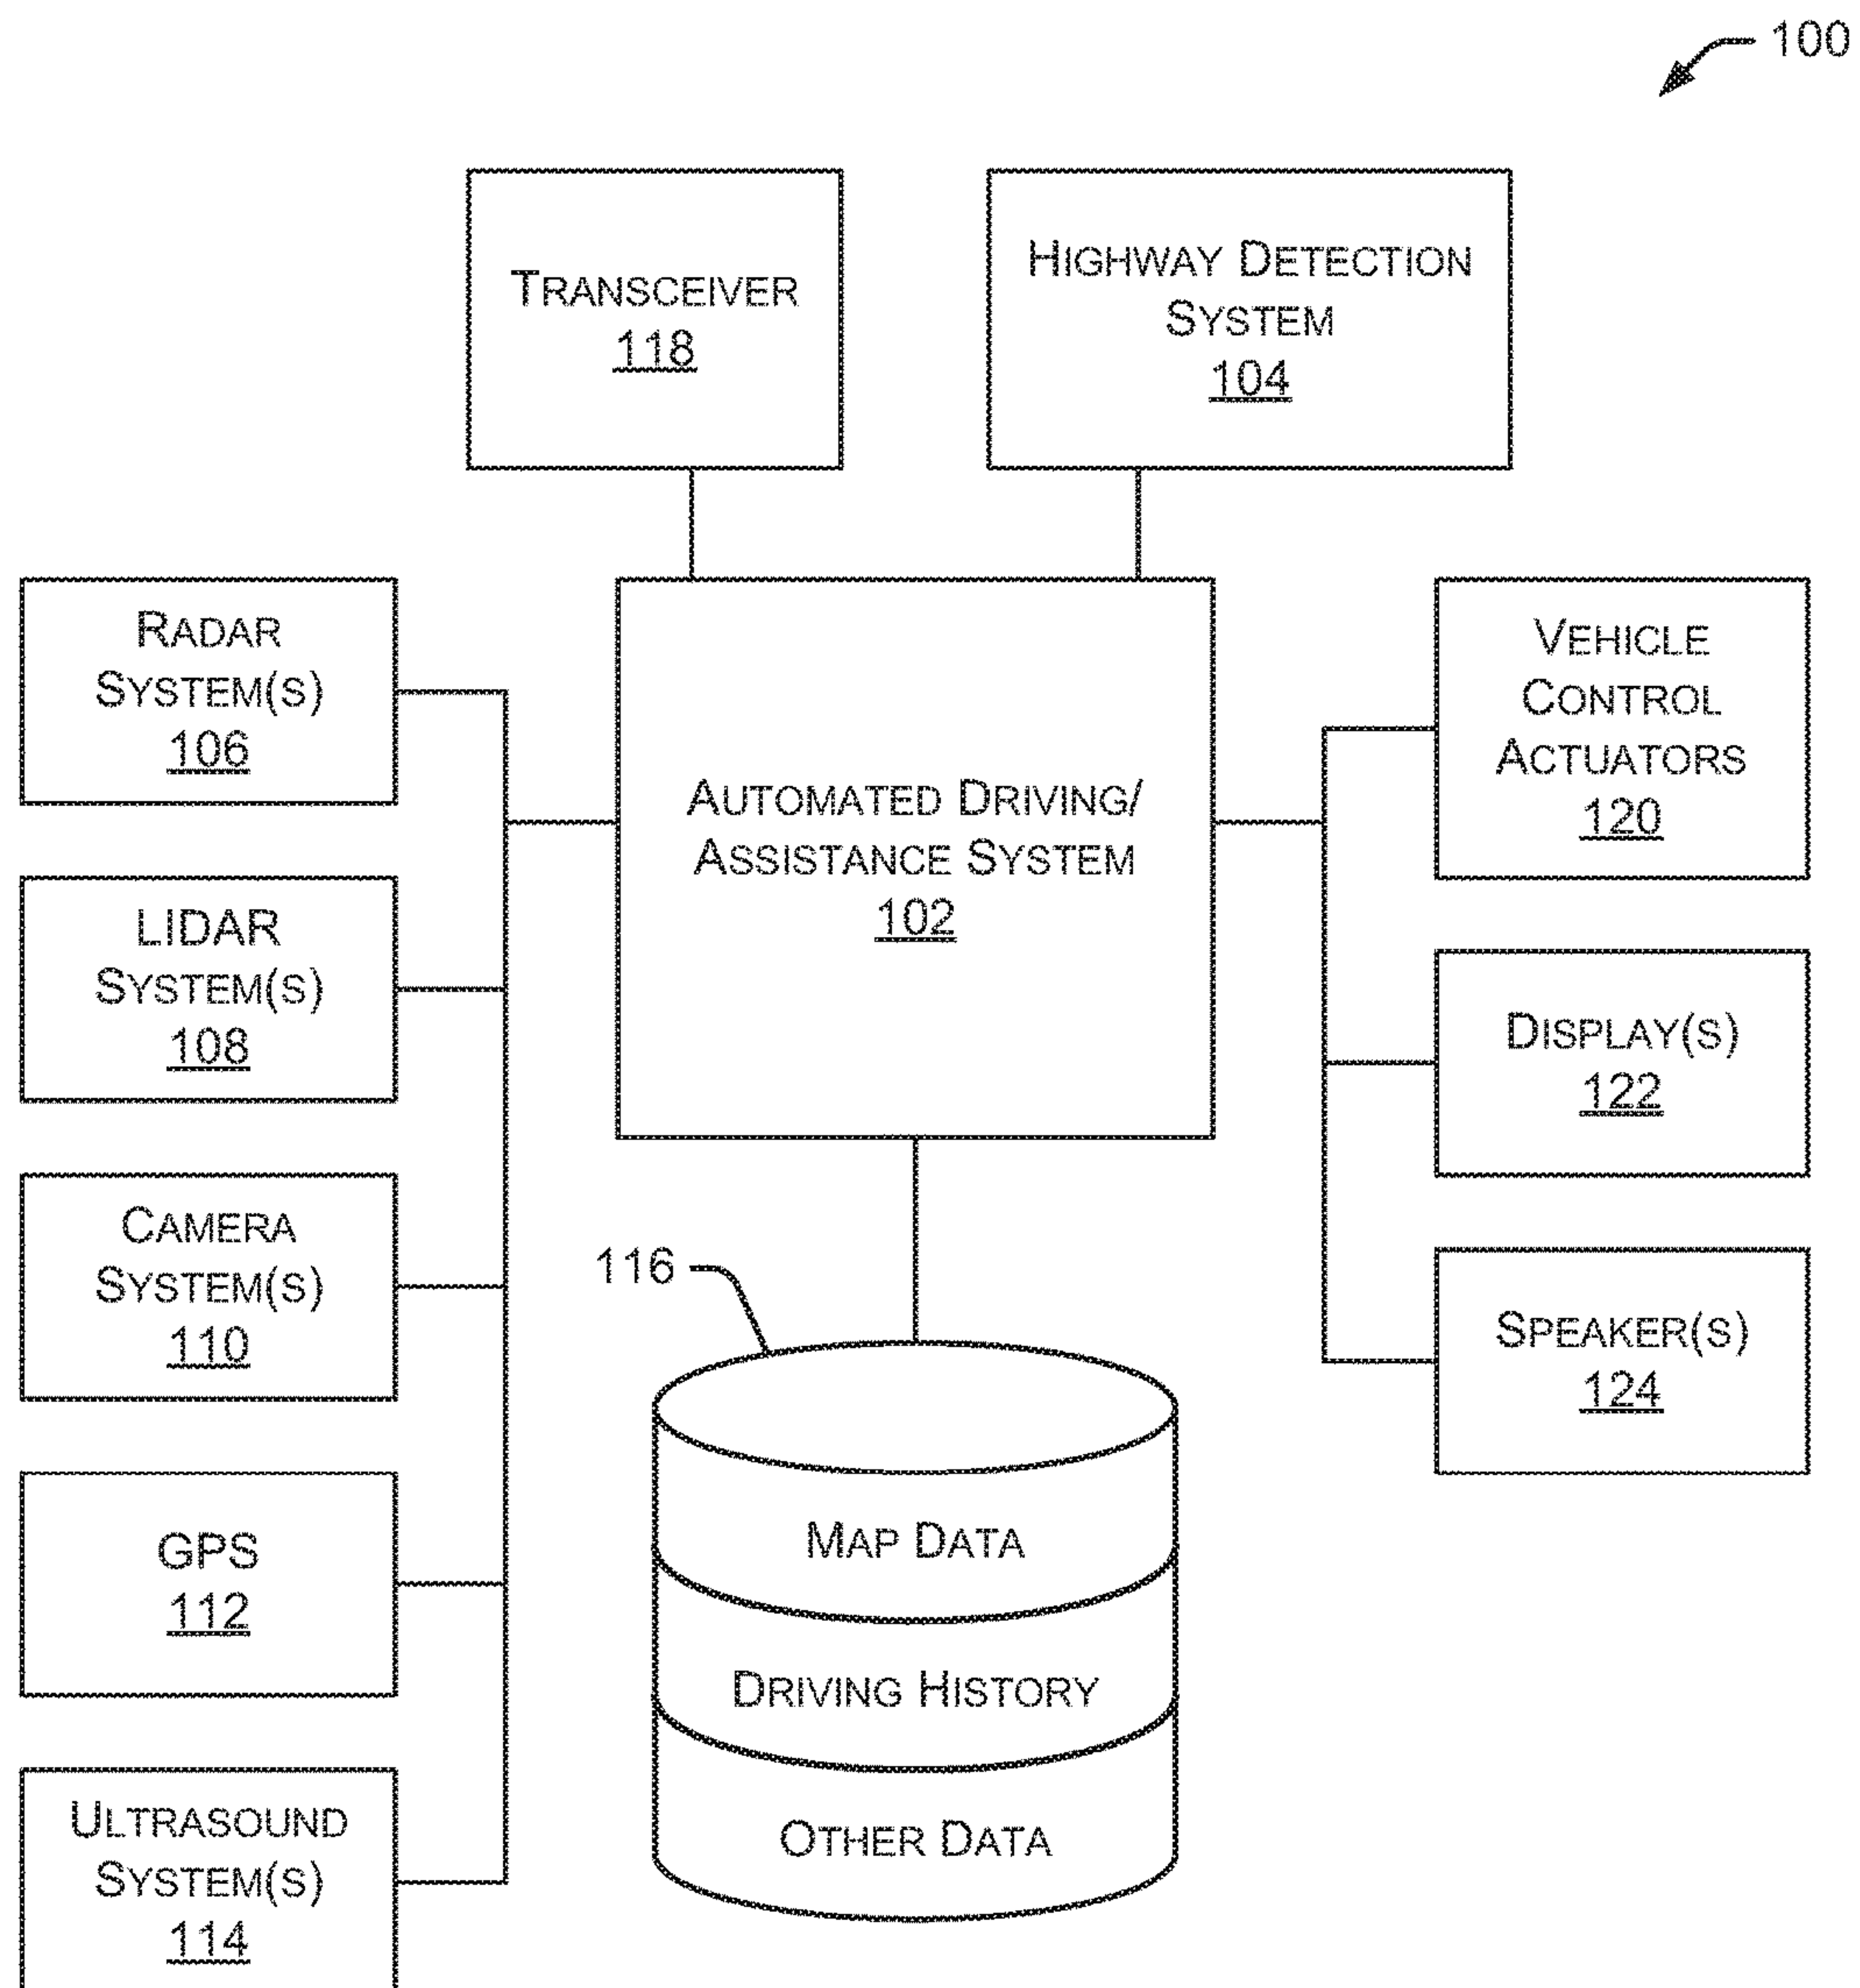 100
TRANSCEIVER
118
HIGHWAY DETECTION
SYSTEM
104
RADAR
SYSTEM(S)
106
LIDAR
SYSTEM(S)
108
CAMERA
SYSTEM(S)
110
GPS
112
ULTRASOUND
SYSTEM(S)
114
AUTOMATED DRIVING/
ASSISTANCE SYSTEM
102
116
MAP DATA
DRIVING HISTORY
OTHER DATA
VEHICLE
CONTROL
ACTUATORS
120
DISPLAY(S)
122
SPEAKER(S)
124